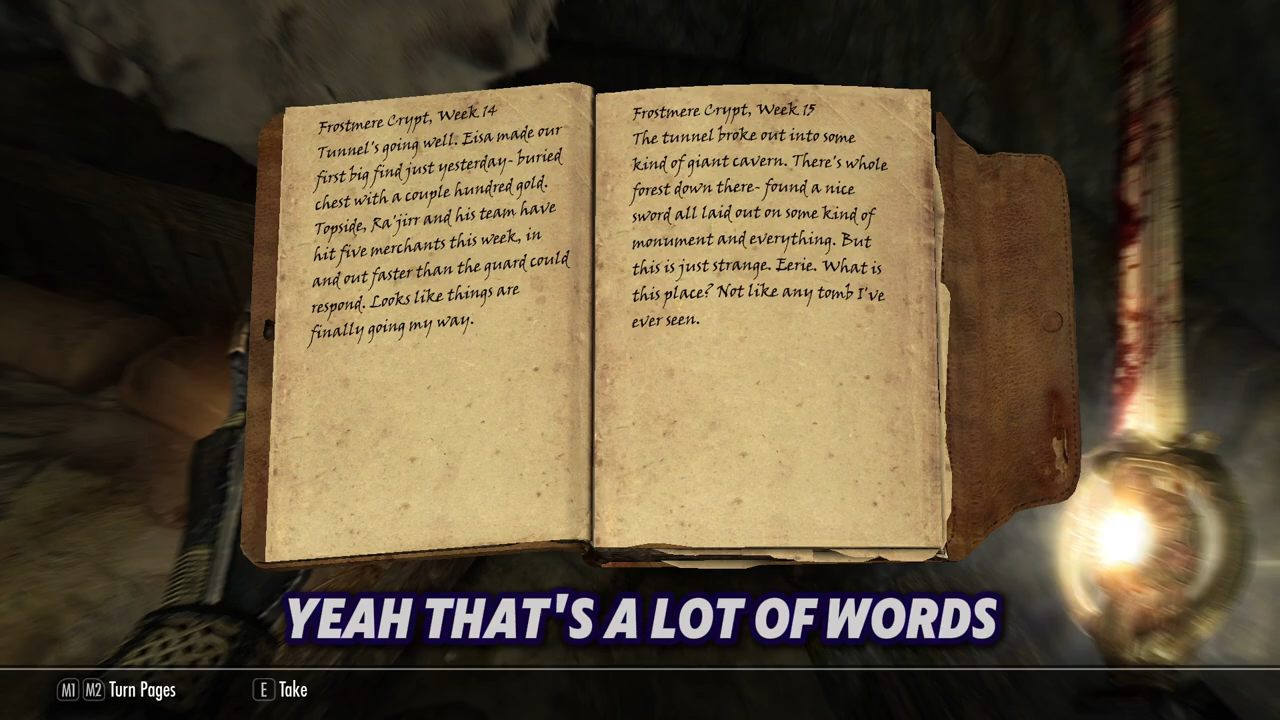 Frostmere Crypt, Week 14
Tunnel's going well. Eisa made our
first big find just yesterday- buried
chest with a couple hundred gold.
Topside, Ra'jirr and his team have
hit five merchants this week, in
and out faster than the guard could
respond. Looks like things are
finally going my way.
Frostmere Crypt, Week 15
The tunnel broke out into some
kind of giant cavern. There's whole
forest down there- found a nice
sword all laid out on some kind of
monument and everything. But
this is just strange. Eerie. What is
this place? Not like any tomb I've
ever seen.
YEAH THAT'S A LOT OF WORDS
M1 M2 Turn Pages E Take